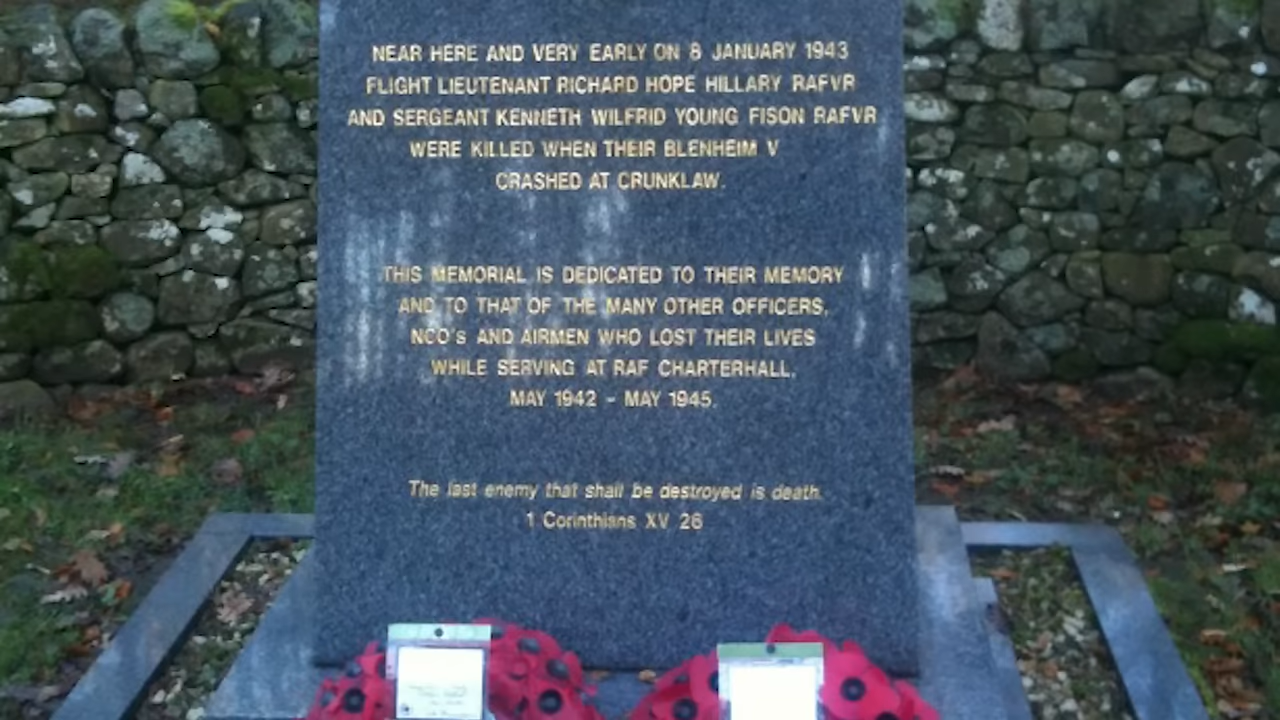 NEAR HERE AND VERY EARLY ON 8 JANUARY 1943
FLIGHT LIEUTENANT RICHARD HOPE HILLARY RAFVR
AND SERGEANT KENNETH WILFRID YOUNG FISON RAFVR
WERE KILLED WHEN THEIR BLENHEIM V
CRASHED AT CRUNKLAW.
THIS MEMORIAL IS DEDICATED TO THEIR MEMORY
AND TO THAT OF THE MANY OTHER OFFICERS,
NCO's AND AIRMEN WHO LOST THEIR LIVES
WHILE SERVING AT RAF CHARTERHALL,
MAY 1942 - MAY 1945.
The last enemy that shall be destroyed is death.
1 Corinthians XV 26